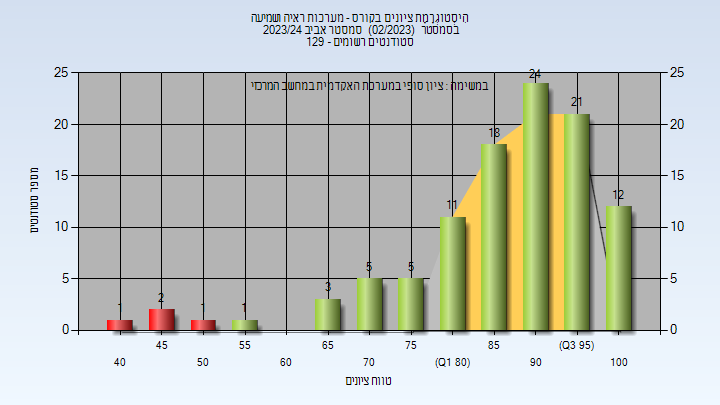 היסטוגרמת ציונים בקורס - מערכות ראיה ושמיעה
בסמסטר (02/2023) סמסטר אביב 2023/24
סטודנטים רשומים - 129
במשימה : ציון סופי במערכת האקדמית במחשב המרכזי
25 25
20 20
15 15
10 10
5 5
0 0
1 2 1 1 3 5 5 11 18 24 21 12
מספר סטודנטים
45 55 65 75 85 (Q3 95)
40 50 60 70 (Q1 80) 90 100
טווח ציונים